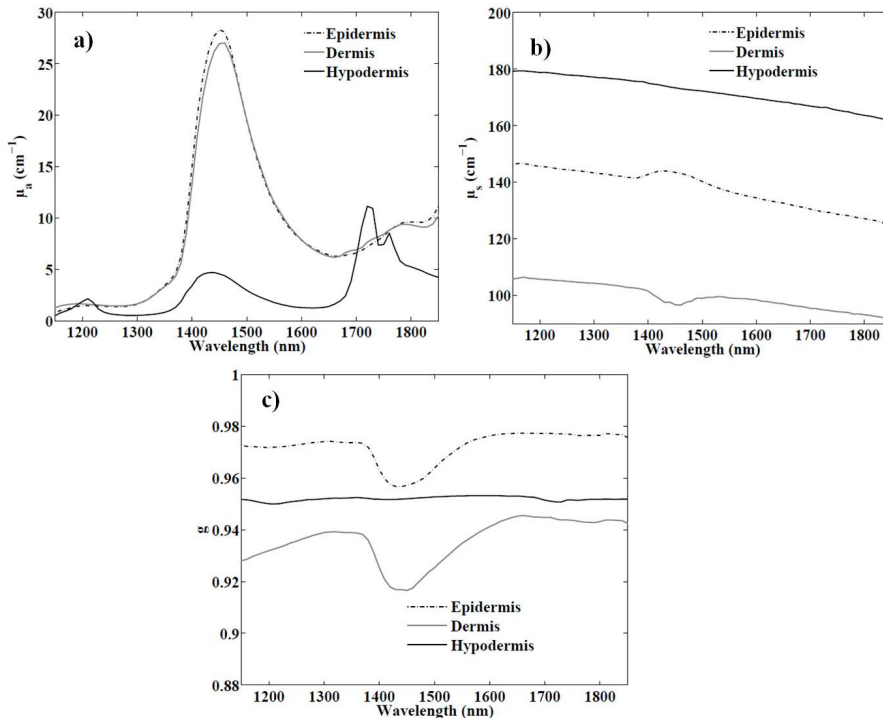 a)
Epidermis
Dermis
Hypodermis
30
25
20
15
10
5
0
μa (cm−1)
1200 1300 1400 1500 1600 1700 1800
Wavelength (nm)
b)
Epidermis
Dermis
Hypodermis
200
180
160
140
120
100
μs (cm−1)
1200 1300 1400 1500 1600 1700 1800
Wavelength (nm)
c)
1
0.98
0.96
0.94
0.92
0.9
0.88
g
Epidermis
Dermis
Hypodermis
1200 1300 1400 1500 1600 1700 1800
Wavelength (nm)